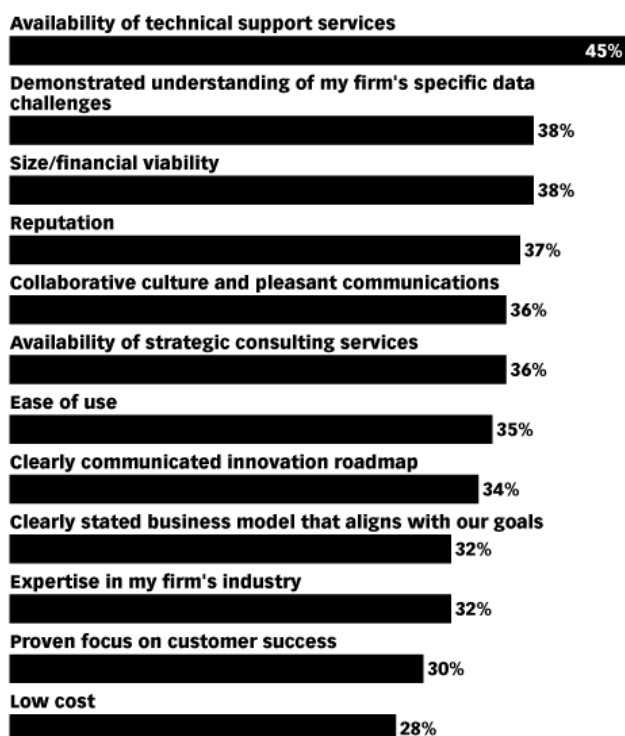 Availability of technical support services
45%
Demonstrated understanding of my firm's specific data
challenges
38%
Size/financial viability
38%
Reputation
37%
Collaborative culture and pleasant communications
36%
Availability of strategic consulting services
36%
Ease of use
35%
Clearly communicated innovation roadmap
34%
Clearly stated business model that aligns with our goals
32%
Expertise in my firm's industry
32%
Proven focus on customer success
30%
Low cost
28%